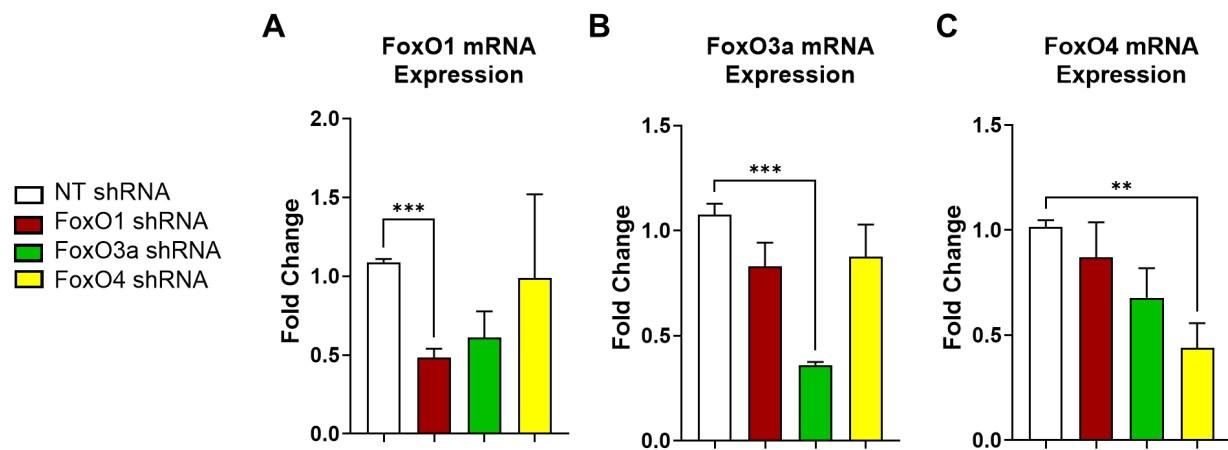 A
FoxO1 mRNA
Expression
B
FoxO3a mRNA
Expression
C
FoxO4 mRNA
Expression
NT shRNA
FoxO1 shRNA
FoxO3a shRNA
FoxO4 shRNA
Fold Change
2.0
1.5
1.0
0.5
0.0
***
Fold Change
1.5
1.0
0.5
0.0
***
Fold Change
1.5
1.0
0.5
0.0
**